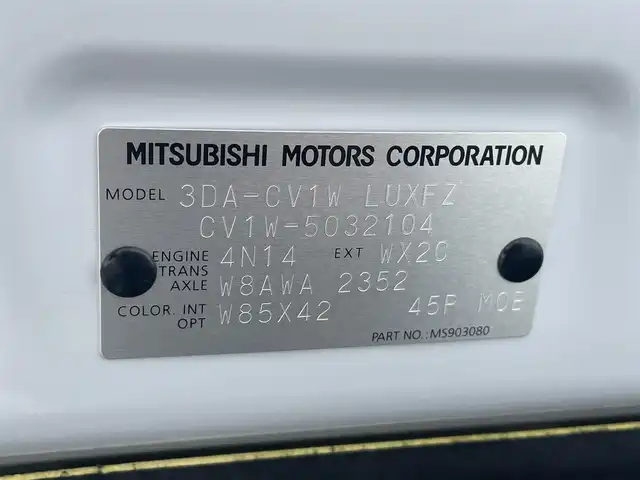 MITSUBISHI MOTORS CORPORATION
MODEL 3DA-CV1W LUXFZ
CV1W-5032104
ENGINE 4N14 EXT WX2C
TRANS AXLE W8AWA 2352
COLOR. INT OPT W85X42 45P MOE
PART NO.: MS903080